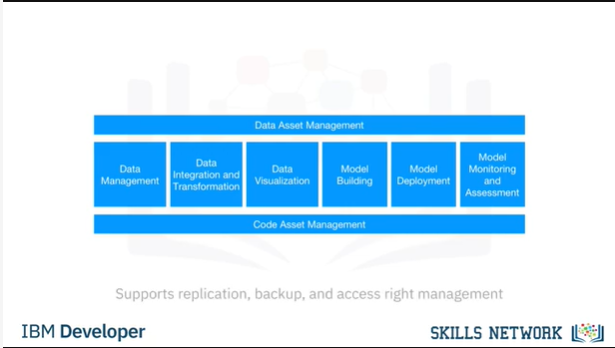 Data Asset Management
Data
Management
Data
Integration and
Transformation
Data
Visualization
Model
Building
Model
Deployment
Model
Monitoring
and
Assessment
Code Asset Management
Supports replication, backup, and access right management
IBM Developer
SKILLS NETWORK